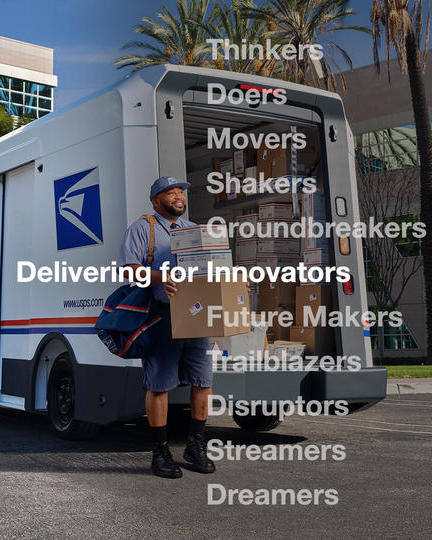 Thinkers
Doers
Movers
Shakers
Groundbreakers
Delivering for Innovators
www.usps.com
Future Makers
Trailblazers
Disruptors
Streamers
Dreamers